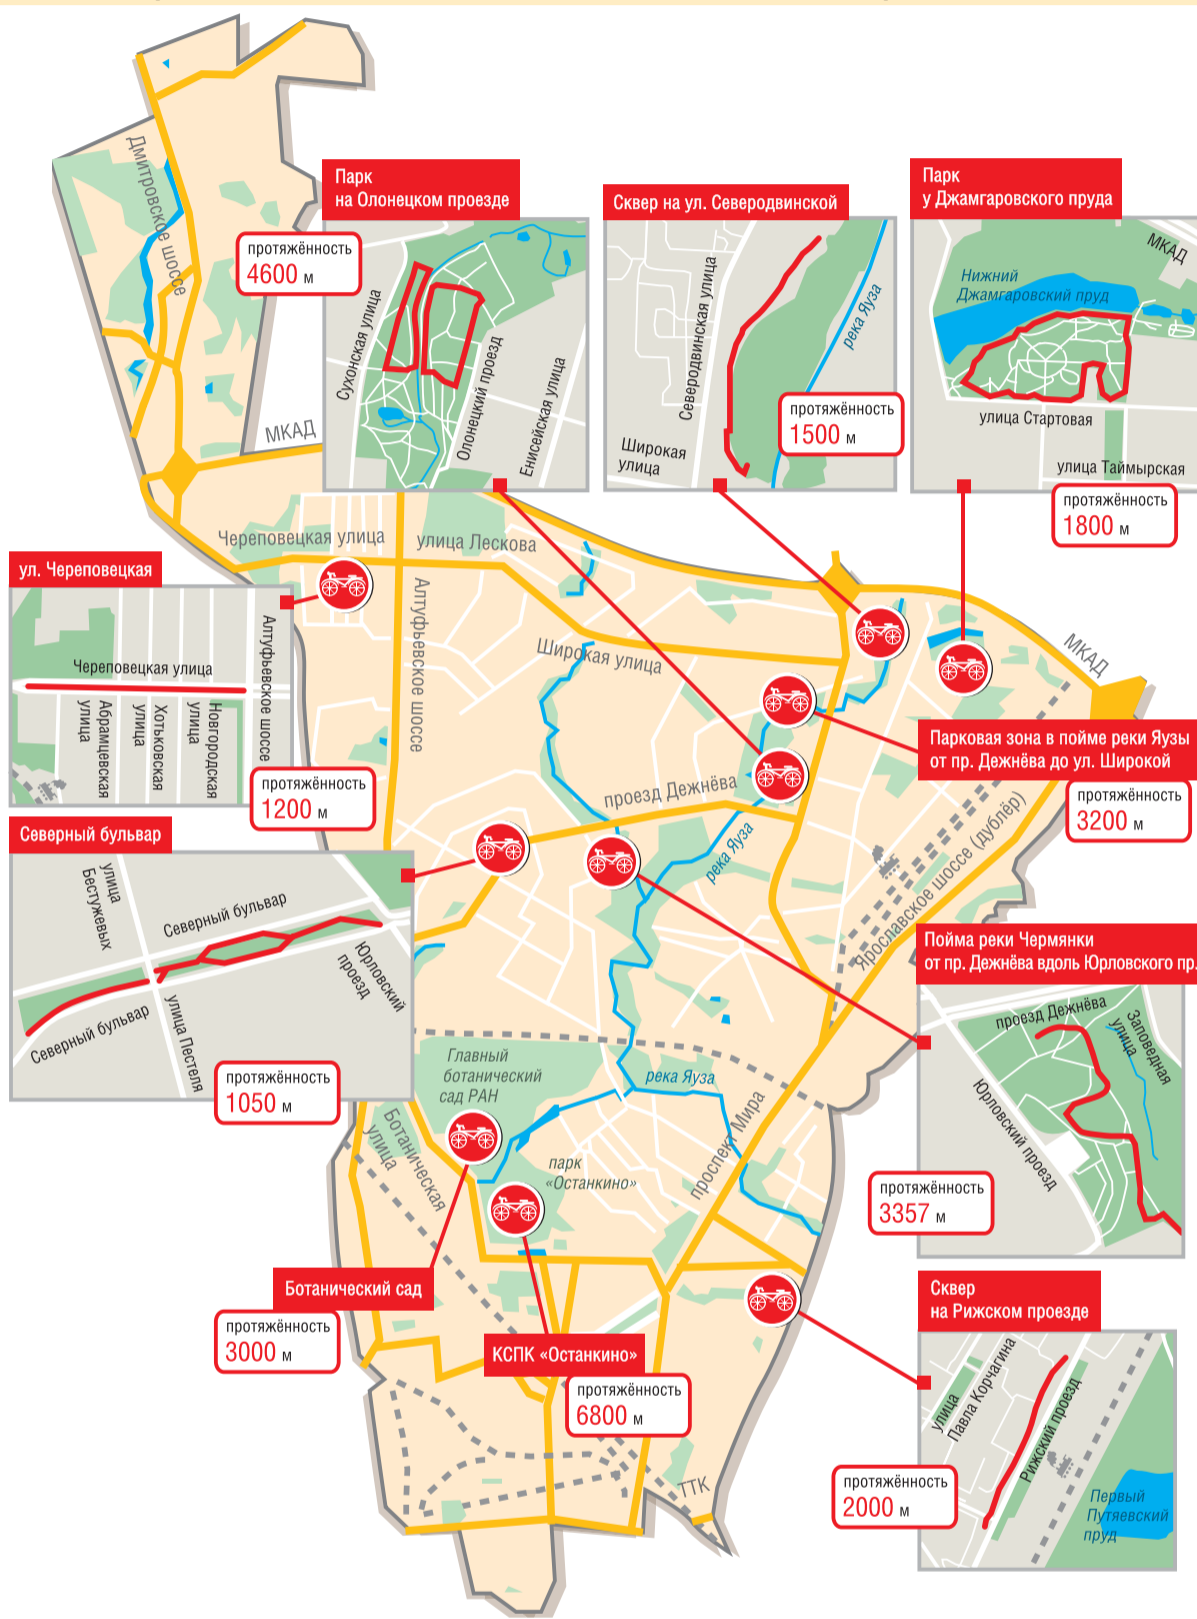 Дмитровское шоссе
Парк
на Олонецком проезде
протяжённость
4600 м
Сухонская улица
Олонецкий проезд
Енисейская улица
Сквер на ул. Северодвинской
Северодвинская улица
река Яуза
Широкая
улица
протяжённость
1500 м
Парк
у Джамгаровского пруда
МКАД
Нижний
Джамгаровский пруд
улица Стартовая
улица Таймырская
протяжённость
1800 м
МКАД
Череповецкая улица
улица Лескова
Алтуфьевское шоссе
Широкая улица
МКАД
ул. Череповецкая
Череповецкая улица
Абрамцевская
улица
Хотьковская
улица
Новгородская
улица
Алтуфьевское шоссе
протяжённость
1200 м
Парковая зона в пойме реки Яузы
от пр. Дежнёва до ул. Широкой
протяжённость
3200 м
проезд Дежнёва
река Яуза
Ярославское шоссе (дублёр)
Северный бульвар
улица
Бестужевых
Северный бульвар
Юрловский
проезд
Северный бульвар
улица Пестеля
протяжённость
1050 м
Пойма реки Чермянки
от пр. Дежнёва вдоль Юрловского пр.
проезд Дежнёва
Заповедная
улица
Юрловский проезд
протяжённость
3357 м
Главный
ботанический
сад РАН
река Яуза
Ботаническая
улица
парк
«Останкино»
проспект Мира
Ботанический сад
протяжённость
3000 м
КСПК «Останкино»
протяжённость
6800 м
Сквер
на Рижском проезде
улица
Павла Корчагина
Рижский проезд
Первый
Путяевский
пруд
протяжённость
2000 м
ТТК